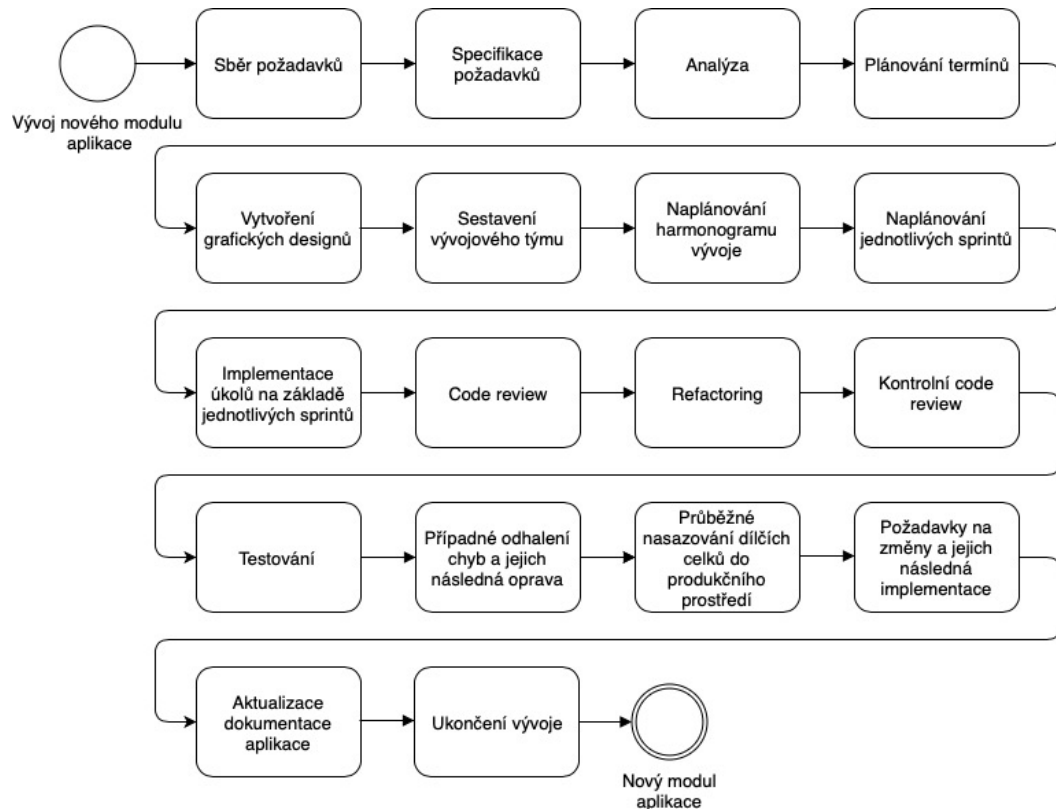 Sběr požadavků
Specifikace
požadavků
Analýza
Plánování termínů
Vývoj nového modulu
aplikace
Vytvoření
grafických designů
Sestavení
vývojového týmu
Naplánování
harmonogramu
vývoje
Naplánování
jednotlivých sprintů
Implementace
úkolů na základě
jednotlivých sprintů
Code review
Refactoring
Kontrolní code
review
Testování
Případné odhalení
chyb a jejich
následná oprava
Průběžné
nasazování dílčích
celků do
produkčního
prostředí
Požadavky na
změny a jejich
následná
implementace
Aktualizace
dokumentace
aplikace
Ukončení vývoje
Nový modul
aplikace